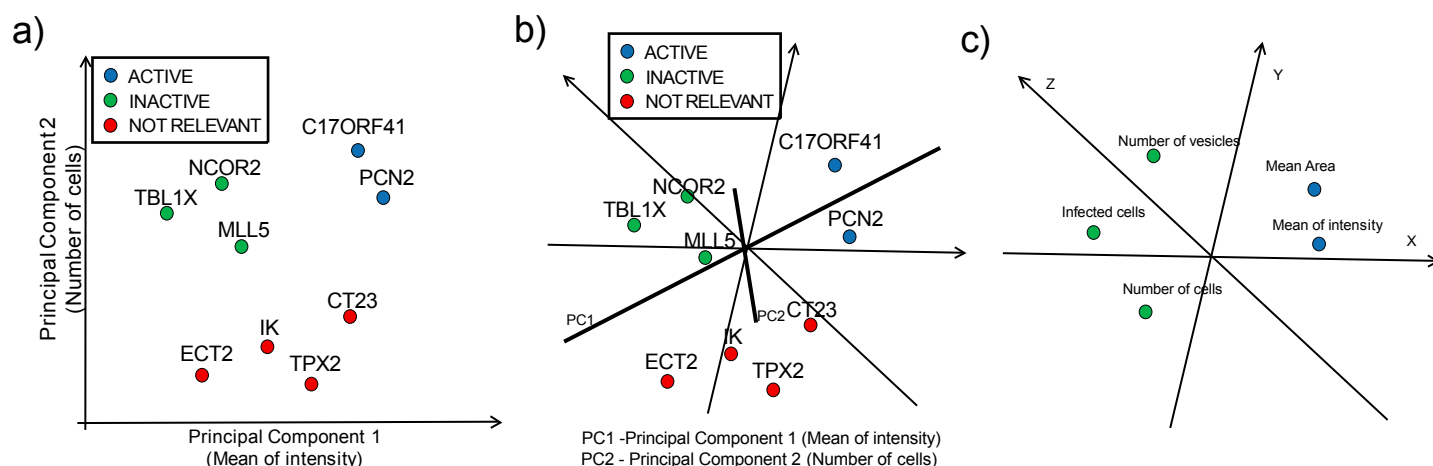 a)
ACTIVE
INACTIVE
NOT RELEVANT
C17ORF41
NCOR2
PCN2
TBL1X
MLL5
CT23
IK
ECT2
TPX2
Principal Component 2
(Number of cells)
Principal Component 1
(Mean of intensity)
b)
ACTIVE
INACTIVE
NOT RELEVANT
C17ORF41
NCOR2
TBL1X
PCN2
MLL5
PC1
PC2
CT23
IK
ECT2
TPX2
PC1 -Principal Component 1 (Mean of intensity)
PC2 - Principal Component 2 (Number of cells)
c)
Z
Y
Number of vesicles
Mean Area
Infected cells
Mean of intensity
X
Number of cells